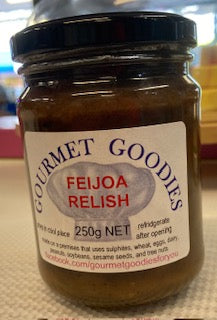 GOURMET GOODIES
FEIJOA
RELISH
store in cool place 250g NET refrigerate
after opening
made on a premises that uses sulphites, wheat, eggs, dairy,
peanuts, soybeans, sesame seeds, and tree nuts.
facebook.com/gourmetgoodiesforyou